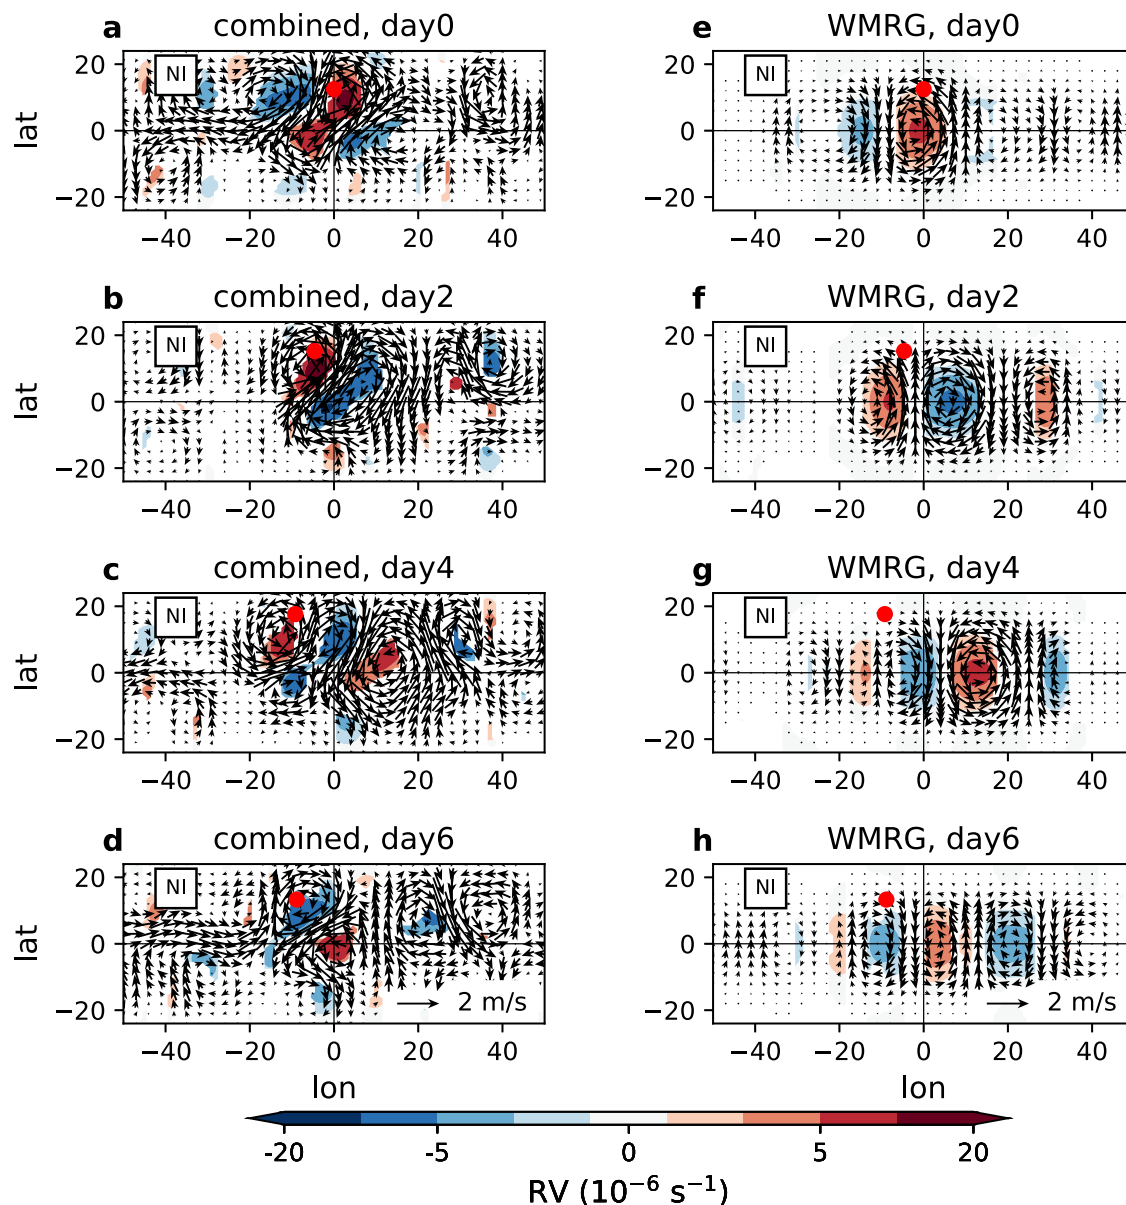 a combined, day0
e WMRG, day0
lat
20
0
−20
NI
−40 −20 0 20 40
20
0
−20
NI
−40 −20 0 20 40
b combined, day2
f WMRG, day2
lat
20
0
−20
NI
−40 −20 0 20 40
20
0
−20
NI
−40 −20 0 20 40
c combined, day4
g WMRG, day4
lat
20
0
−20
NI
−40 −20 0 20 40
20
0
−20
NI
−40 −20 0 20 40
d combined, day6
h WMRG, day6
lat
20
0
−20
NI
2 m/s
−40 −20 0 20 40
lon
20
0
−20
NI
2 m/s
−40 −20 0 20 40
lon
-20 -5 0 5 20
RV (10⁻⁶ s⁻¹)